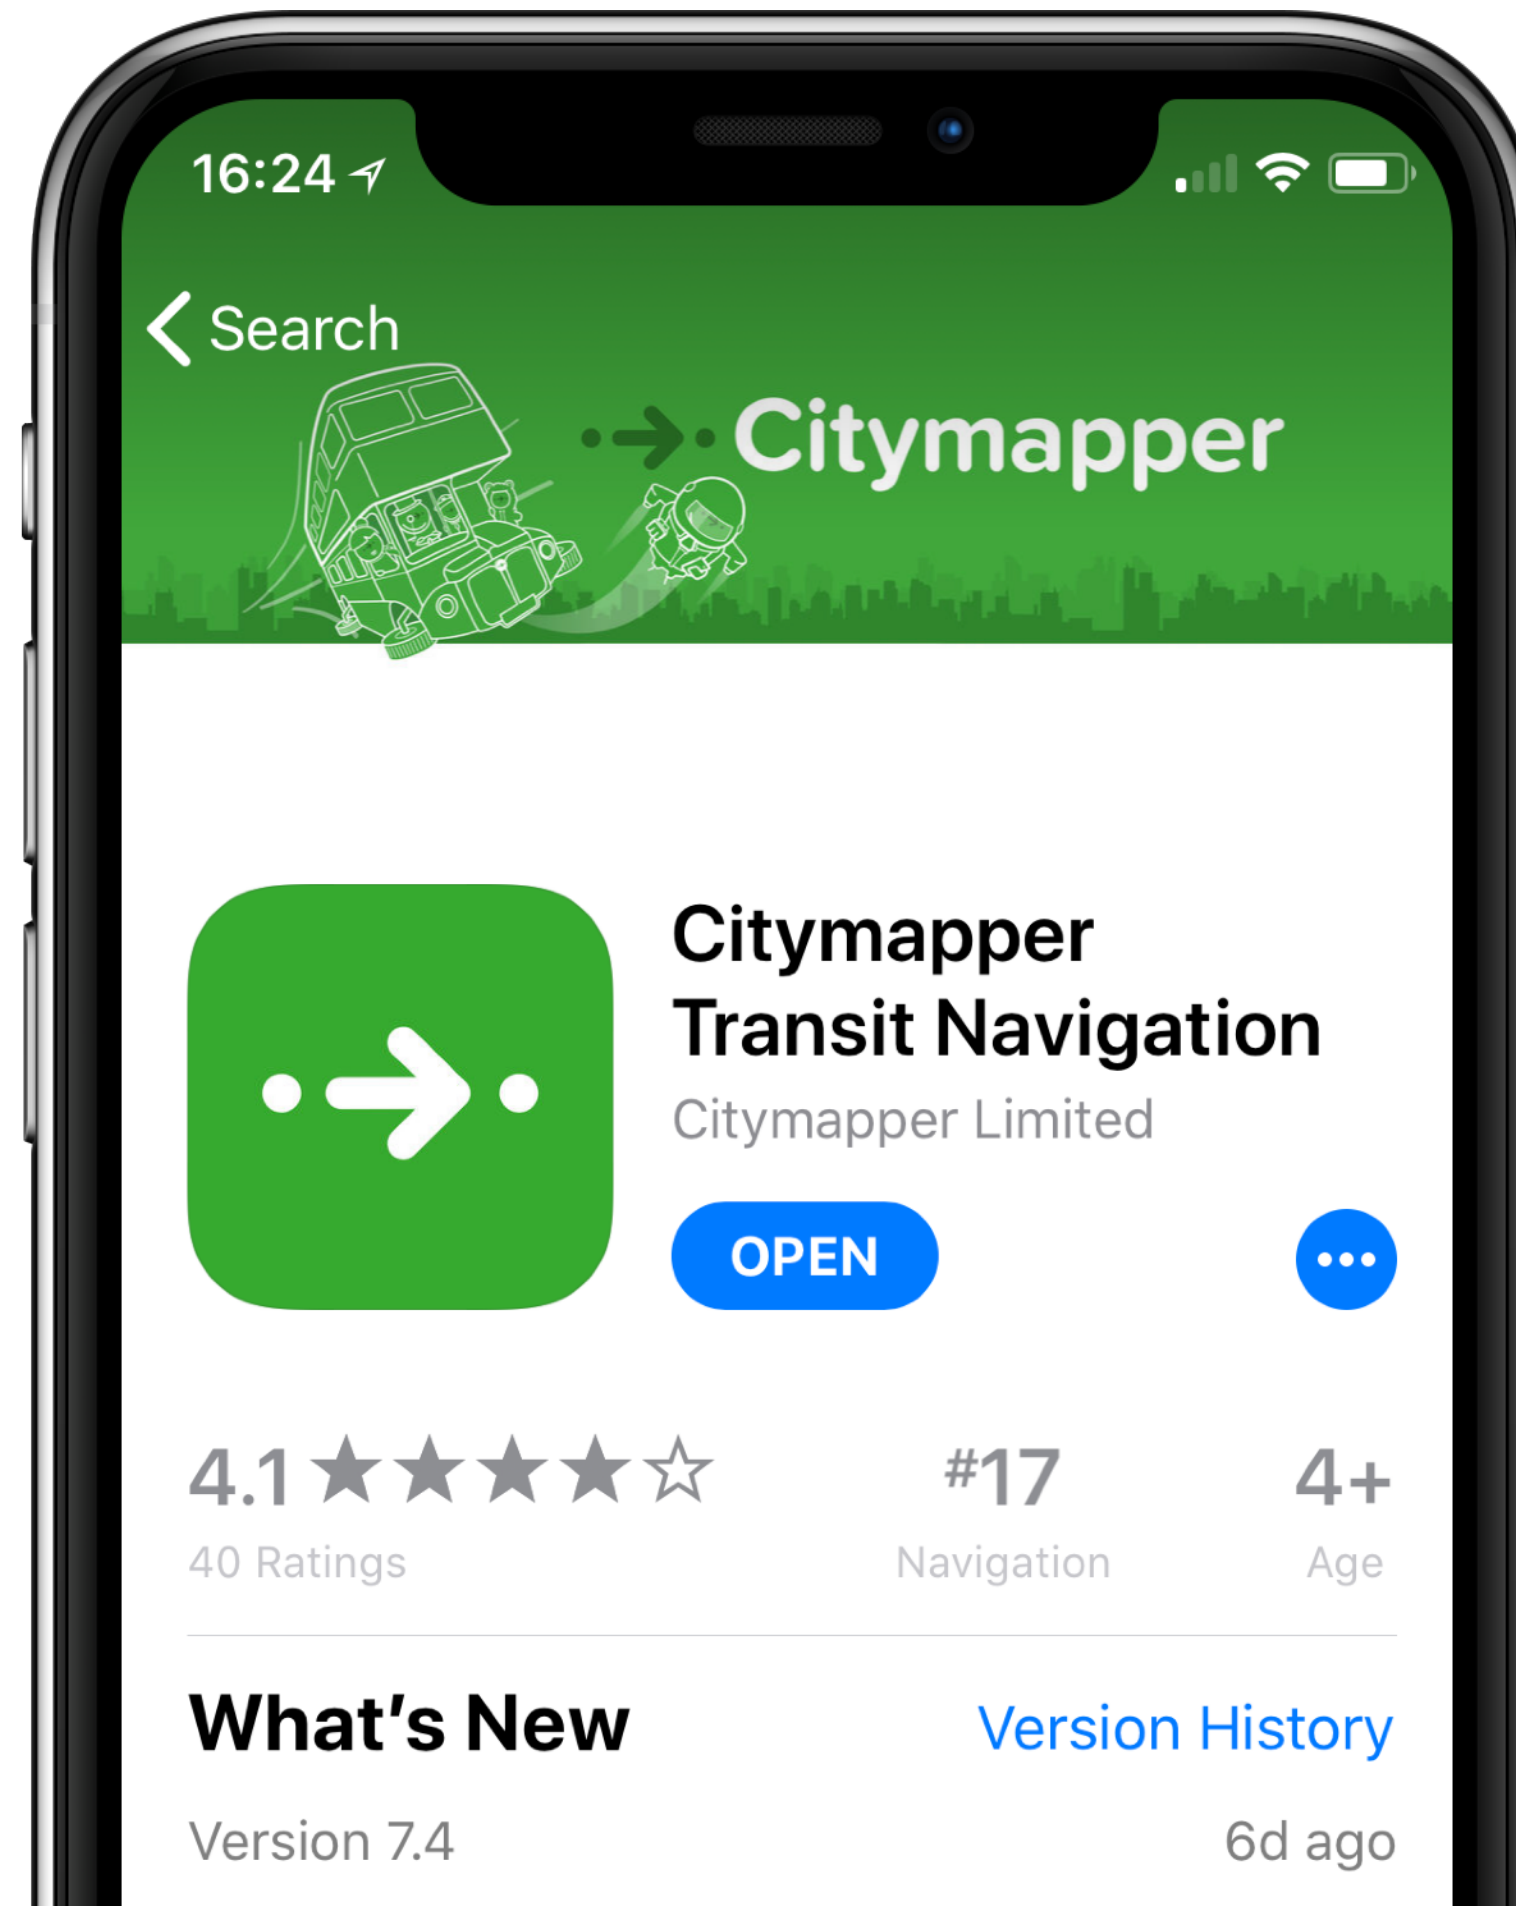 16:24
Search
Citymapper
Citymapper
Transit Navigation
Citymapper Limited
OPEN
4.1
#17
4+
40 Ratings
Navigation
Age
What's New
Version History
Version 7.4
6d ago